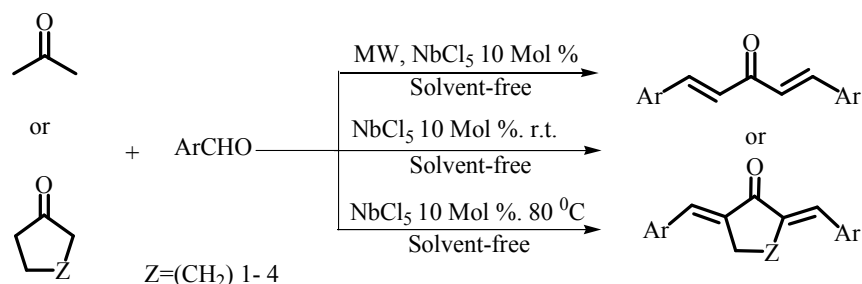 O
or
O
Z
Z=(CH₂) 1- 4
+
ArCHO
MW, NbCl₅ 10 Mol %
Solvent-free
NbCl₅ 10 Mol %. r.t.
Solvent-free
NbCl₅ 10 Mol %. 80 ⁰C
Solvent-free
O
Ar Ar
or
O
Ar Ar
Z